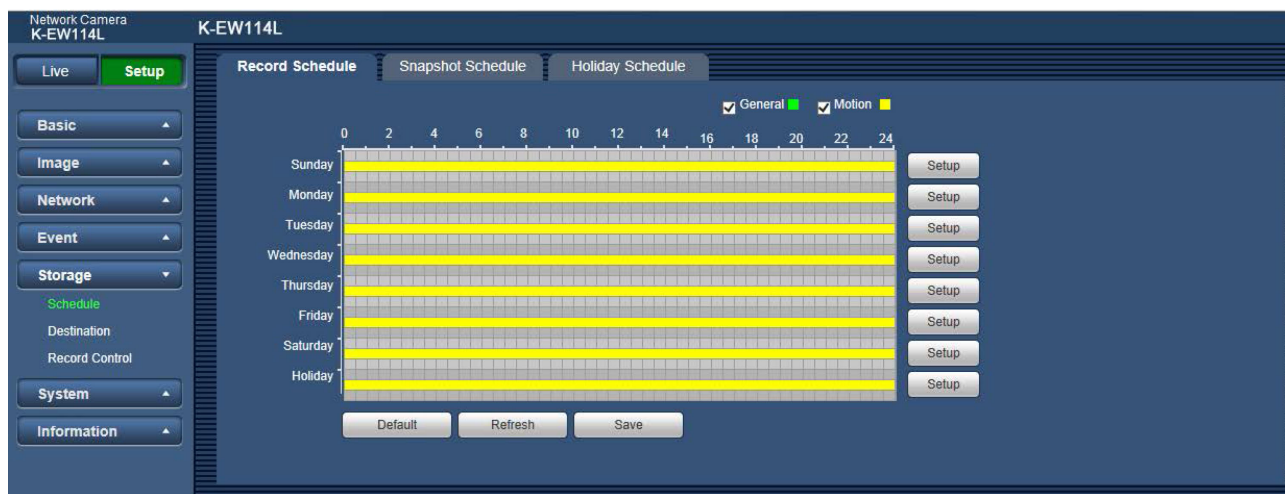 Network Camera
K-EW114L
K-EW114L
Live Setup
Record Schedule Snapshot Schedule Holiday Schedule
General Motion
Basic
Image
Network
Event
Storage
Schedule
Destination
Record Control
System
Information
0 2 4 6 8 10 12 14 16 18 20 22 24
Sunday Setup
Monday Setup
Tuesday Setup
Wednesday Setup
Thursday Setup
Friday Setup
Saturday Setup
Holiday Setup
Default Refresh Save